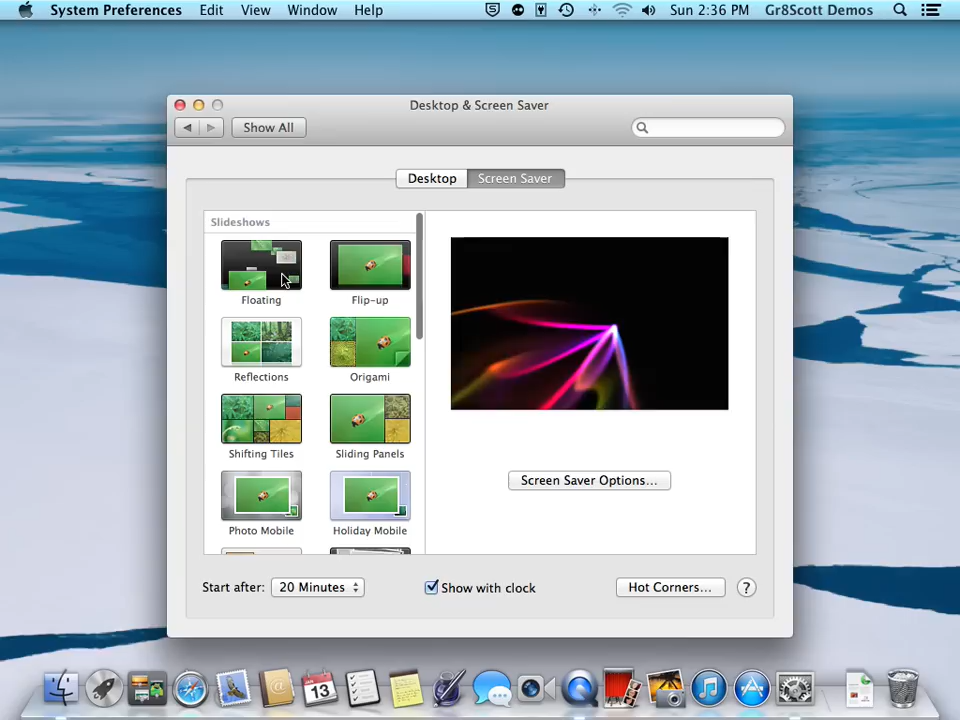 System Preferences Edit View Window Help Sun 2:36 PM Gr8Scott Demos
Desktop & Screen Saver
Show All
Desktop Screen Saver
Slideshows
Floating Flip-up
Reflections Origami
Shifting Tiles Sliding Panels
Photo Mobile Holiday Mobile
Screen Saver Options...
Start after: 20 Minutes Show with clock Hot Corners... ?
13